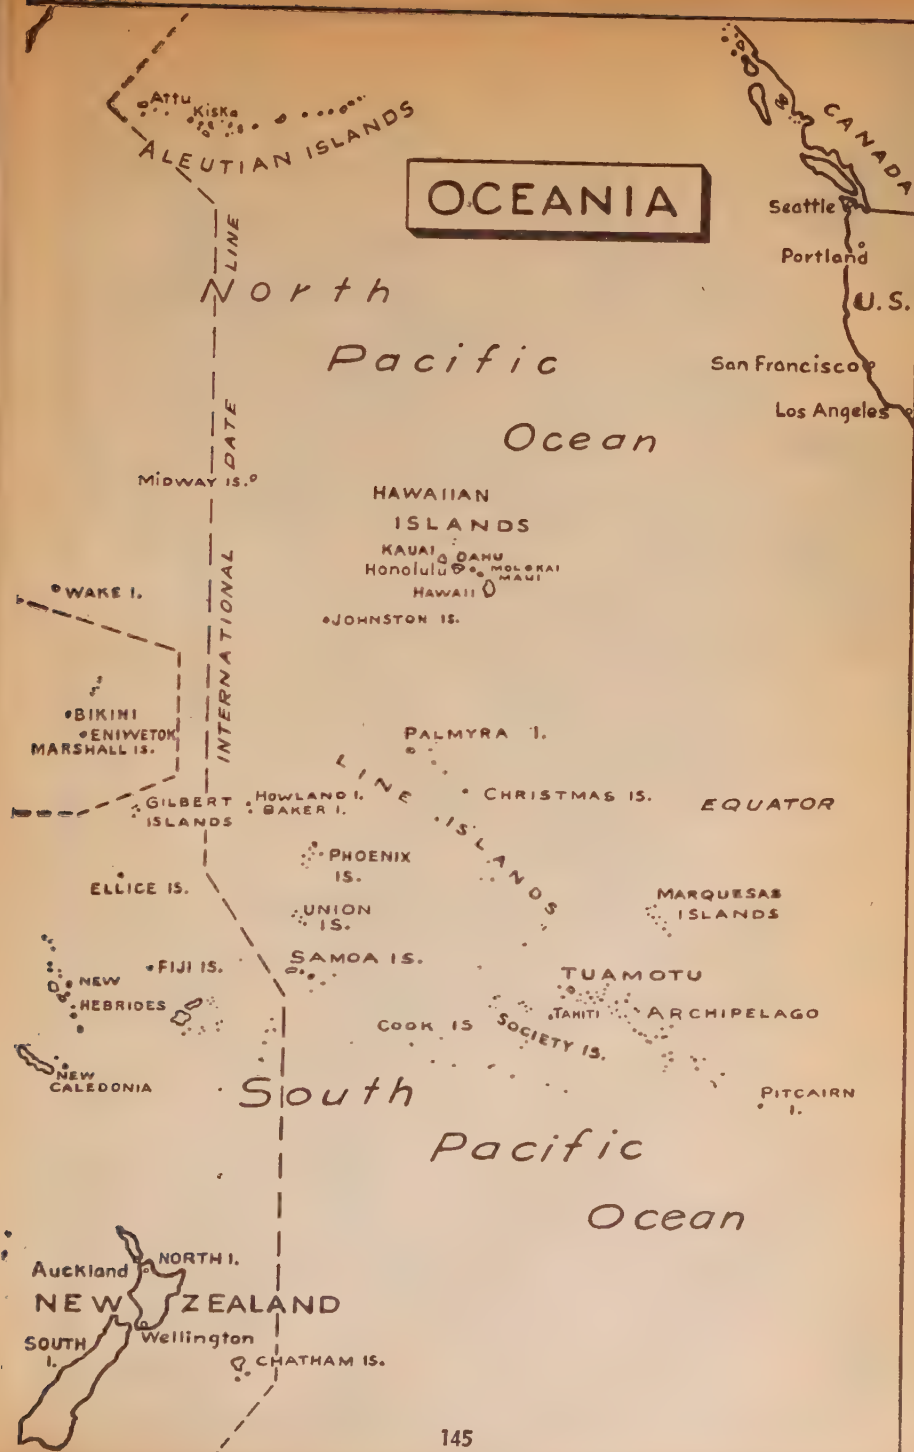 Attu
Kiska
ALEUTIAN ISLANDS
CANADA
OCEANIA
Seattle
Portland
U.S.
San Francisco
Los Angeles
INTERNATIONAL DATE LINE
North
Pacific
Ocean
MIDWAY IS.
HAWAIIAN
ISLANDS
KAUAI
OAHU
Honolulu
MOLOKAI
MAUI
HAWAII
WAKE I.
JOHNSTON IS.
BIKINI
ENIWETOK
MARSHALL IS.
PALMYRA I.
LINE ISLANDS
GILBERT
ISLANDS
HOWLAND I.
BAKER I.
CHRISTMAS IS.
EQUATOR
PHOENIX
IS.
ELLICE IS.
UNION
IS.
MARQUESAS
ISLANDS
FIJI IS.
SAMOA IS.
NEW
HEBRIDES
TUAMOTU
ARCHIPELAGO
TAHITI
COOK IS
SOCIETY IS.
NEW
CALEDONIA
PITCAIRN
I.
South
Pacific
Ocean
Auckland
NORTH I.
NEW ZEALAND
SOUTH
I.
Wellington
CHATHAM IS.
145